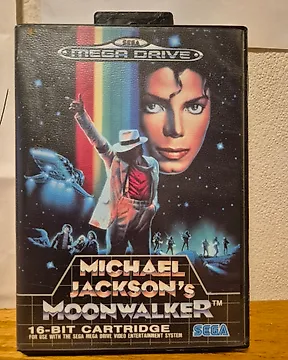 SEGA
MEGA DRIVE
MICHAEL
JACKSON's
MOONWALKER™
16-BIT CARTRIDGE
FOR USE WITH THE SEGA MEGA DRIVE VIDEO ENTERTAINMENT SYSTEM
SEGA